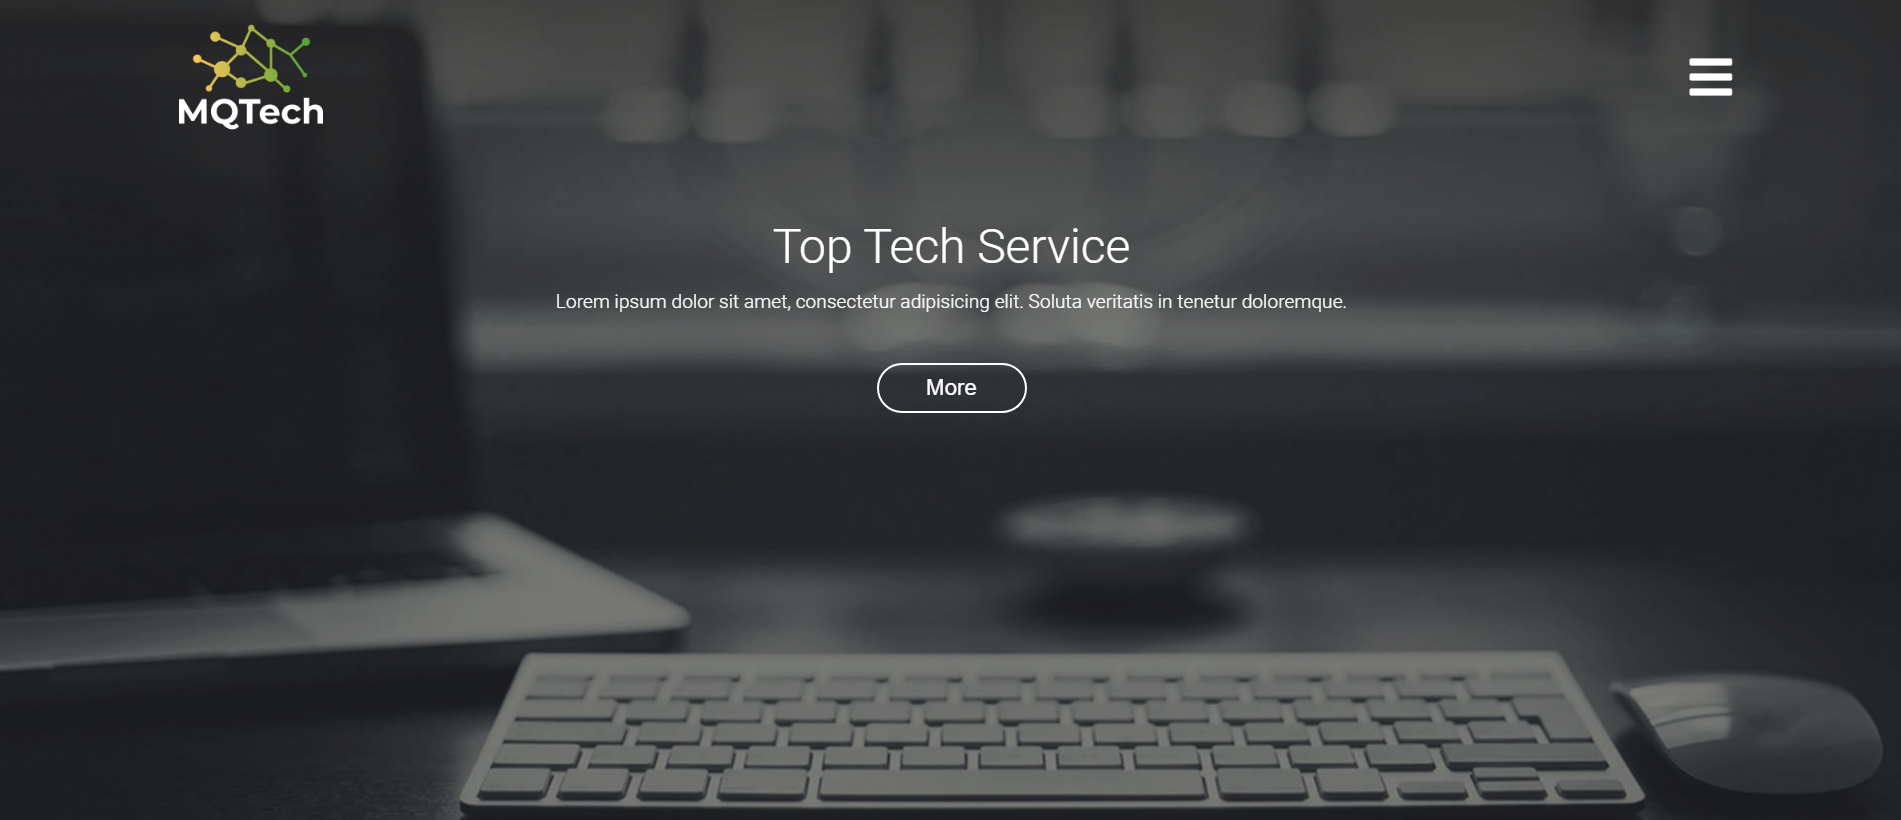 MQTech
Top Tech Service
Lorem ipsum dolor sit amet, consectetur adipisicing elit. Soluta veritatis in tenetur doloremque.
More